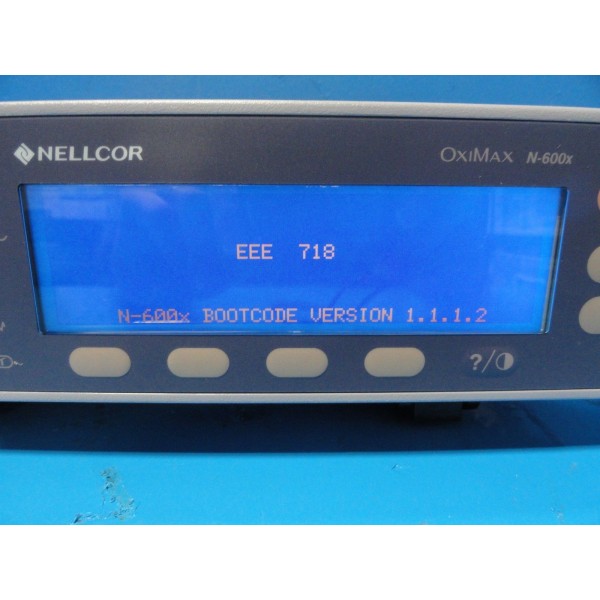 NELLCOR
OXIMAX N-600x
EEE 718
N-600x BOOTCODE VERSION 1.1.1.2
?/